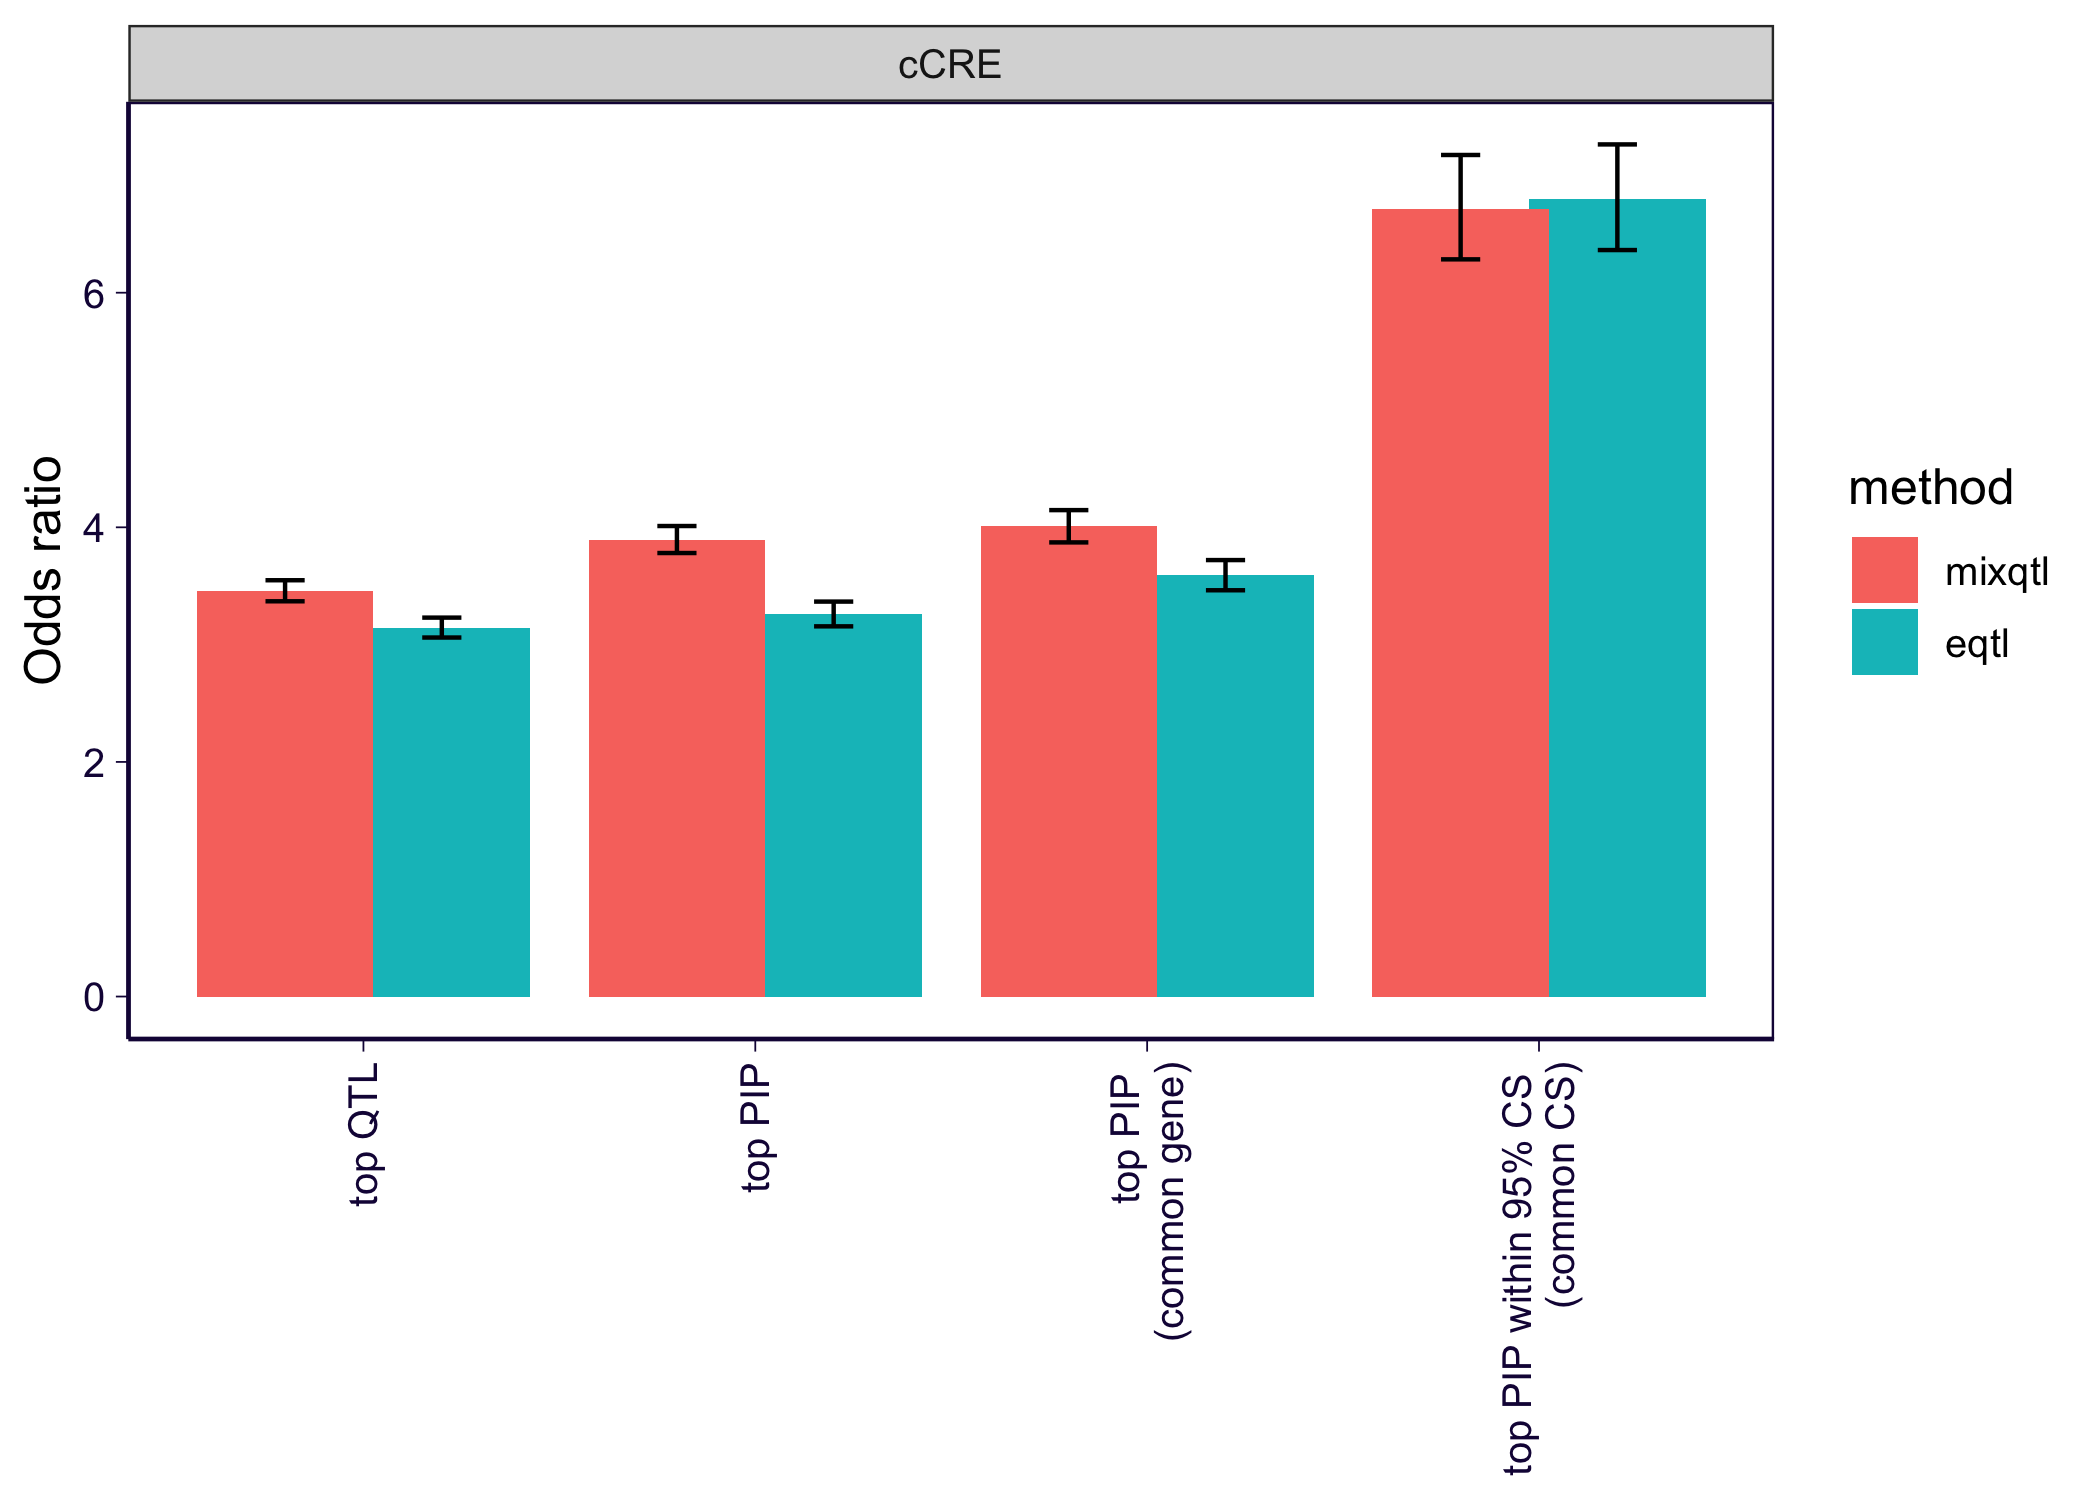 cCRE
Odds ratio
6
4
2
0
top QTL
top PIP
top PIP
(common gene)
top PIP within 95% CS
(common CS)
method
mixqtl
eqtl